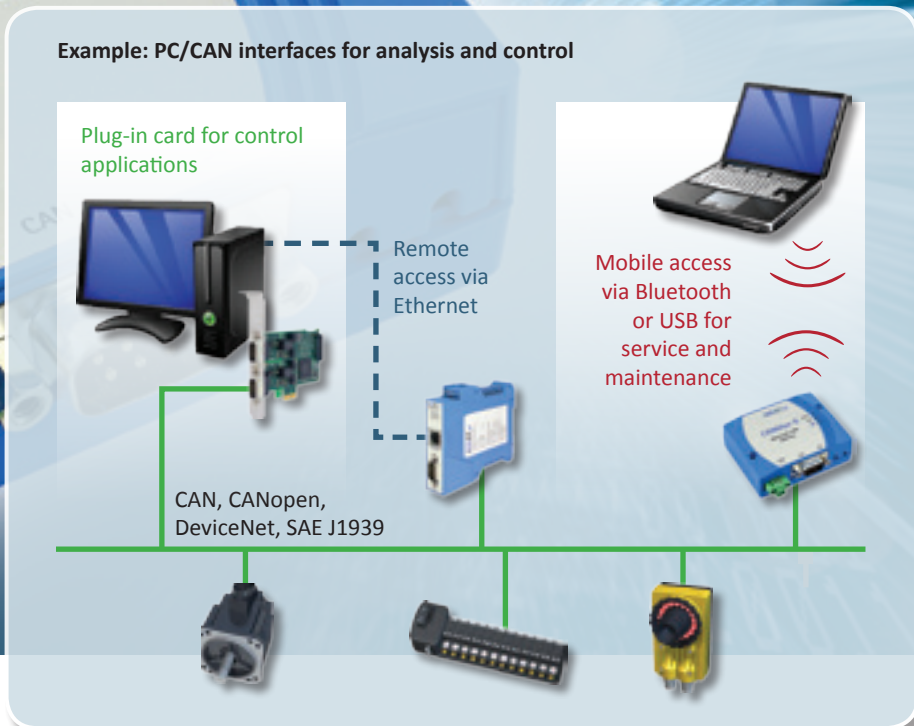 Example: PC/CAN interfaces for analysis and control
Plug-in card for control
applications
Remote
access via
Ethernet
Mobile access
via Bluetooth
or USB for
service and
maintenance
CAN, CANopen,
DeviceNet, SAE J1939
CAN